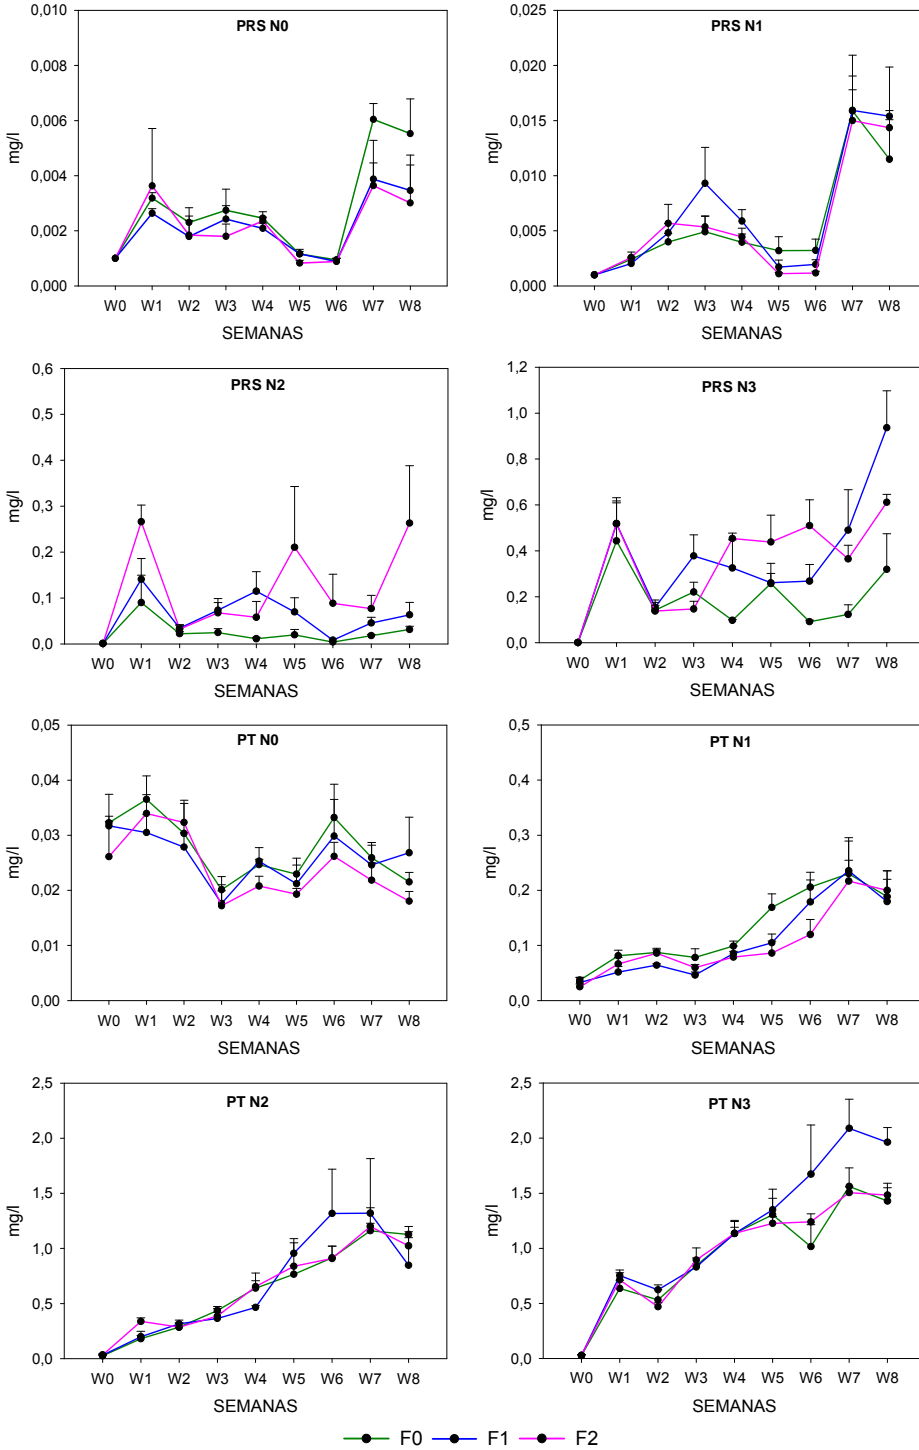 PRS N0
0,010
0,008
0,006
0,004
0,002
0,000
mg/l
W0 W1 W2 W3 W4 W5 W6 W7 W8
SEMANAS
PRS N1
0,025
0,020
0,015
0,010
0,005
0,000
mg/l
W0 W1 W2 W3 W4 W5 W6 W7 W8
SEMANAS
PRS N2
0,6
0,5
0,4
0,3
0,2
0,1
0,0
mg/l
W0 W1 W2 W3 W4 W5 W6 W7 W8
SEMANAS
PRS N3
1,2
1,0
0,8
0,6
0,4
0,2
0,0
mg/l
W0 W1 W2 W3 W4 W5 W6 W7 W8
SEMANAS
PT N0
0,05
0,04
0,03
0,02
0,01
0,00
mg/l
W0 W1 W2 W3 W4 W5 W6 W7 W8
SEMANAS
PT N1
0,5
0,4
0,3
0,2
0,1
0,0
mg/l
W0 W1 W2 W3 W4 W5 W6 W7 W8
SEMANAS
PT N2
2,5
2,0
1,5
1,0
0,5
0,0
mg/l
W0 W1 W2 W3 W4 W5 W6 W7 W8
SEMANAS
PT N3
2,5
2,0
1,5
1,0
0,5
0,0
mg/l
W0 W1 W2 W3 W4 W5 W6 W7 W8
SEMANAS
F0 F1 F2